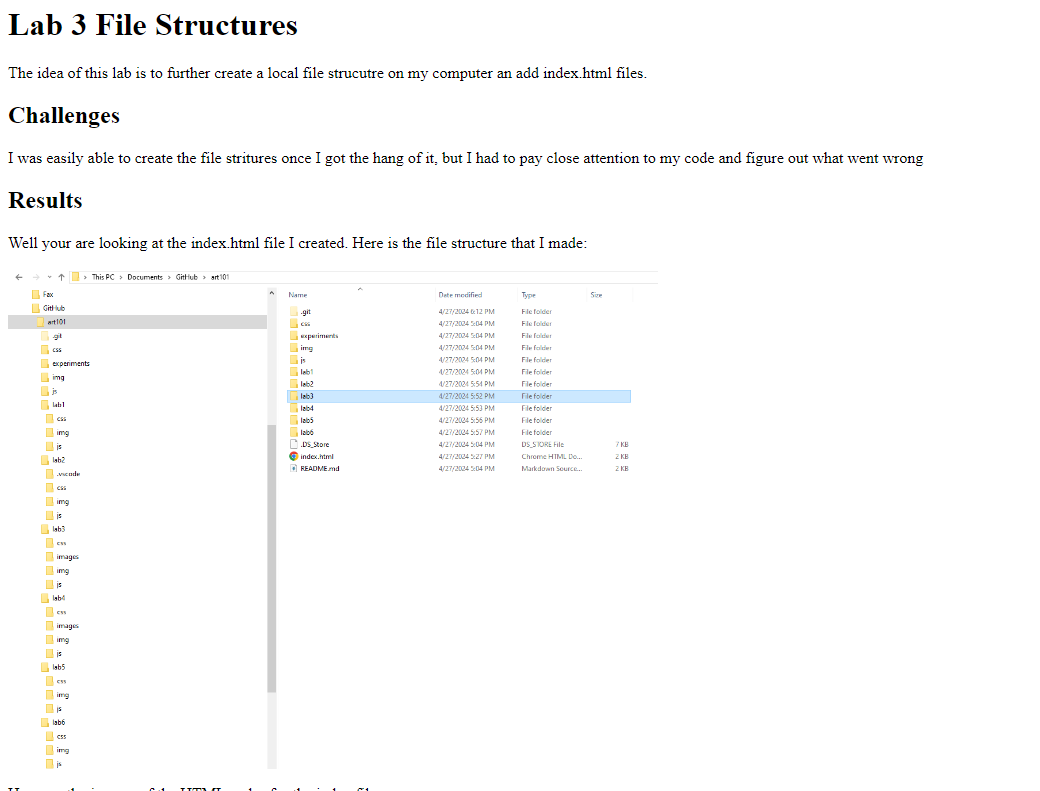 Lab 3 File Structures
The idea of this lab is to further create a local file strucutre on my computer an add index.html files.
Challenges
I was easily able to create the file stritures once I got the hang of it, but I had to pay close attention to my code and figure out what went wrong
Results
Well your are looking at the index.html file I created. Here is the file structure that I made:
This PC > Documents > GitHub > art101
Fax
GitHub
art101
.git
css
experiments
img
js
lab1
css
img
js
lab2
.vscode
css
img
js
lab3
css
images
img
js
lab4
css
images
img
js
lab5
css
img
js
lab6
css
img
js
Name Date modified Type Size
.git 4/27/2024 6:12 PM File folder
css 4/27/2024 5:04 PM File folder
experiments 4/27/2024 5:04 PM File folder
img 4/27/2024 5:04 PM File folder
js 4/27/2024 5:04 PM File folder
lab1 4/27/2024 5:04 PM File folder
lab2 4/27/2024 5:54 PM File folder
lab3 4/27/2024 5:52 PM File folder
lab4 4/27/2024 5:53 PM File folder
lab5 4/27/2024 5:56 PM File folder
lab6 4/27/2024 5:57 PM File folder
.DS_Store 4/27/2024 5:04 PM DS_STORE File 7 KB
index.html 4/27/2024 5:27 PM Chrome HTML Do... 2 KB
README.md 4/27/2024 5:04 PM Markdown Source... 2 KB